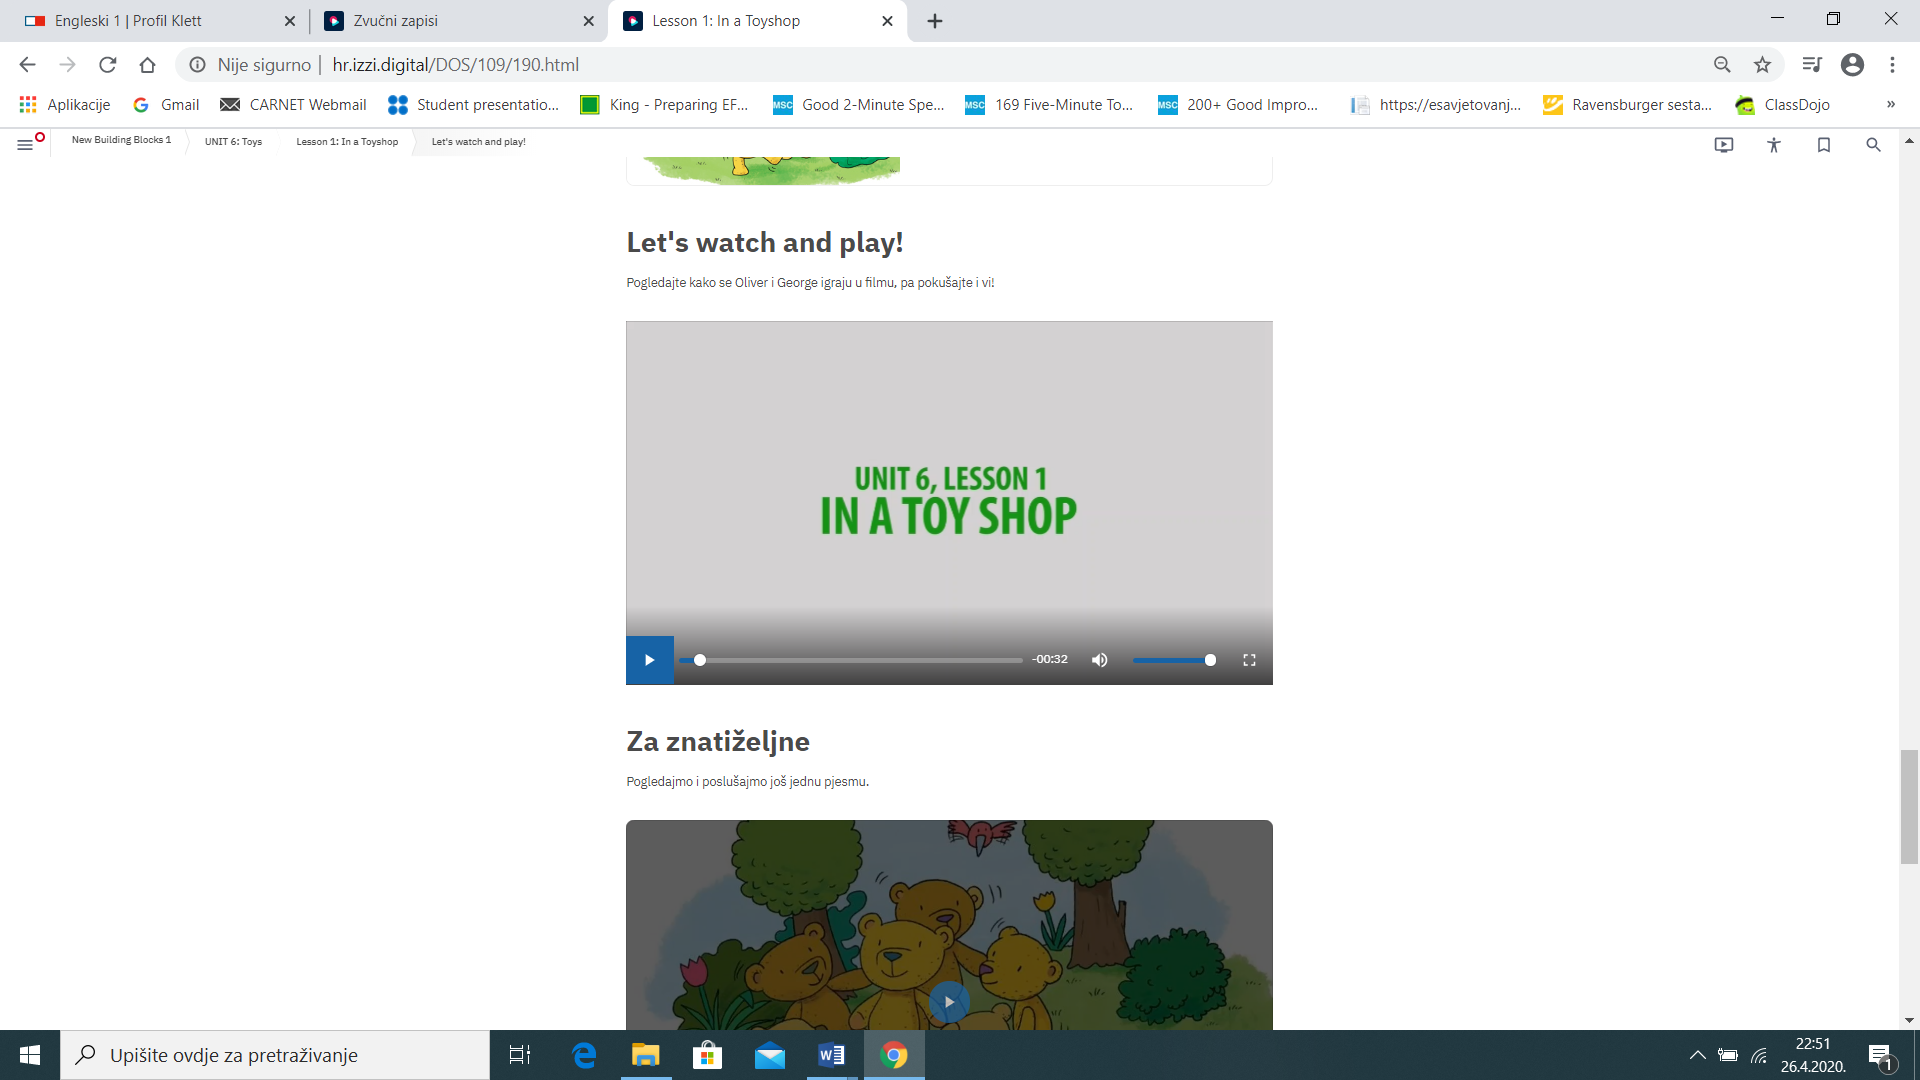 Engleski 1 | Profil Klett
Zvučni zapisi
Lesson 1: In a Toyshop
Nije sigurno | hr.izzi.digital/DOS/109/190.html
Aplikacije
Gmail
CARNET Webmail
Student presentatio...
King - Preparing EF...
MSC Good 2-Minute Spe...
MSC 169 Five-Minute To...
MSC 200+ Good Impro...
https://esavjetovanj...
Ravensburger sesta...
ClassDojo
»
New Building Blocks 1
UNIT 6: Toys
Lesson 1: In a Toyshop
Let's watch and play!
Let's watch and play!
Pogledajte kako se Oliver i George igraju u filmu, pa pokušajte i vi!
UNIT 6, LESSON 1
IN A TOY SHOP
-00:32
Za znatiželjne
Pogledajmo i poslušajmo još jednu pjesmu.
Upišite ovdje za pretraživanje
22:51
26.4.2020.
1